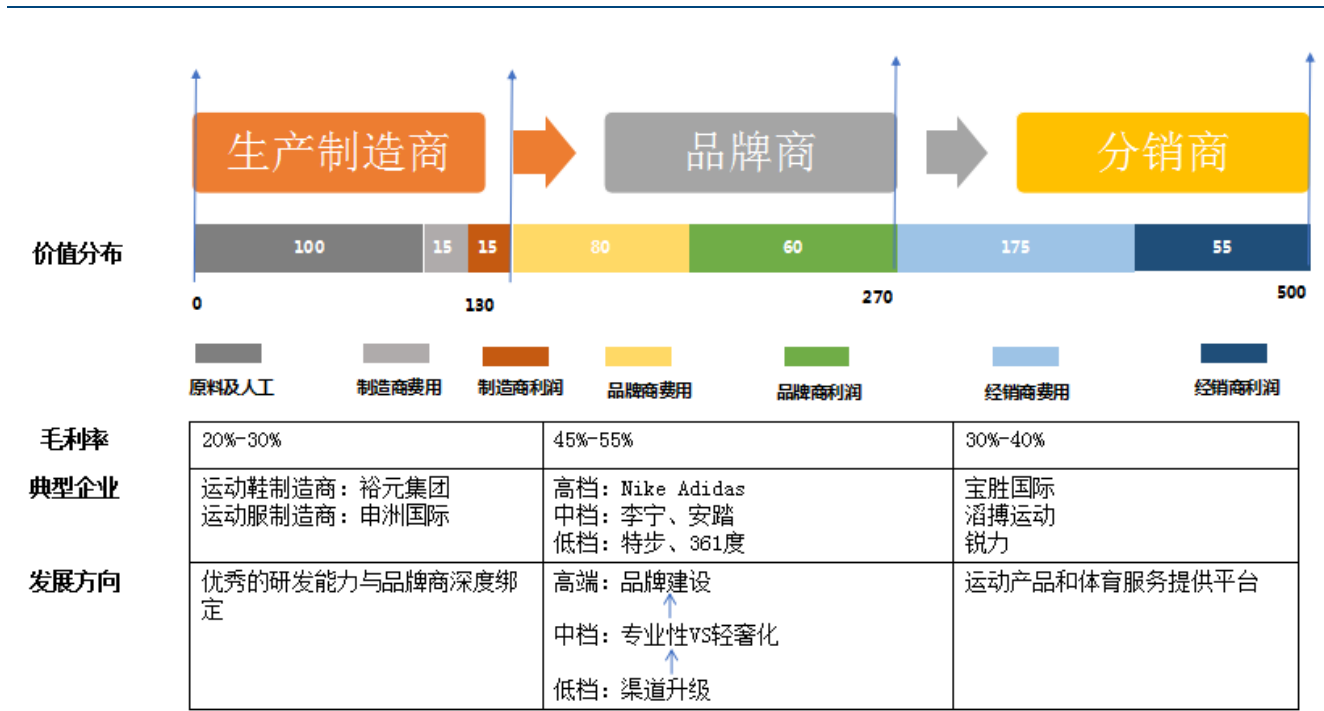 生产制造商
品牌商
分销商
价值分布
100
15
15
80
60
175
55
0
130
270
500
原料及人工
制造商费用
制造商利润
品牌商费用
品牌商利润
经销商费用
经销商利润
毛利率
20%-30%
45%-55%
30%-40%
典型企业
运动鞋制造商：裕元集团
运动服制造商：申洲国际
高档：Nike Adidas
中档：李宁、安踏
低档：特步、361度
宝胜国际
滔搏运动
锐力
发展方向
优秀的研发能力与品牌商深度绑
定
高端：品牌建设
中档：专业性VS轻奢化
低档：渠道升级
运动产品和体育服务提供平台